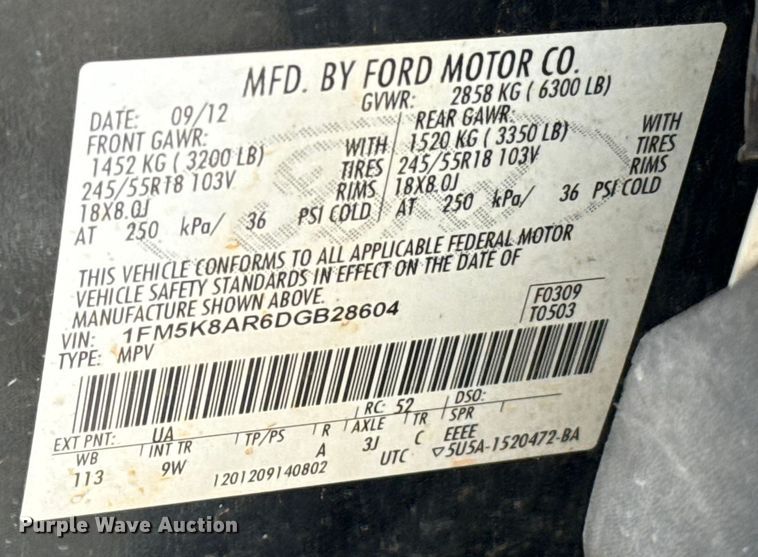 MFD. BY FORD MOTOR CO.
DATE: 09/12 GVWR: 2858 KG ( 6300 LB)
FRONT GAWR: REAR GAWR:
1452 KG ( 3200 LB) WITH 1520 KG ( 3350 LB) WITH
245/55R18 103V TIRES 245/55R18 103V TIRES
18X8.0J RIMS 18X8.0J RIMS
AT 250 kPa/ 36 PSI COLD AT 250 kPa/ 36 PSI COLD
THIS VEHICLE CONFORMS TO ALL APPLICABLE FEDERAL MOTOR
VEHICLE SAFETY STANDARDS IN EFFECT ON THE DATE OF
MANUFACTURE SHOWN ABOVE.
VIN: 1FM5K8AR6DGB28604 F0309
TYPE: MPV T0503
EXT PNT: UA RC: 52 DSO:
WB INT TR TP/PS R AXLE TR SPR
113 9W A 3J C EEEE
1201209140802 UTC ▽5U5A-1520472-BA
Purple Wave Auction